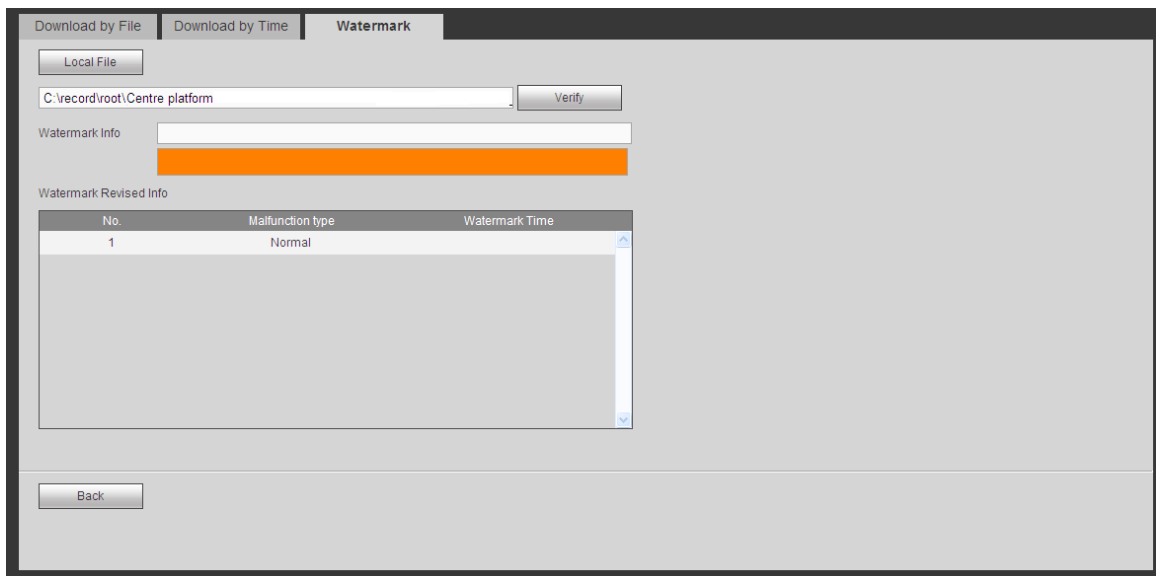 Download by File Download by Time Watermark
Local File
C:\record\root\Centre platform Verify
Watermark Info
Watermark Revised Info
No. Malfunction type Watermark Time
1 Normal
Back